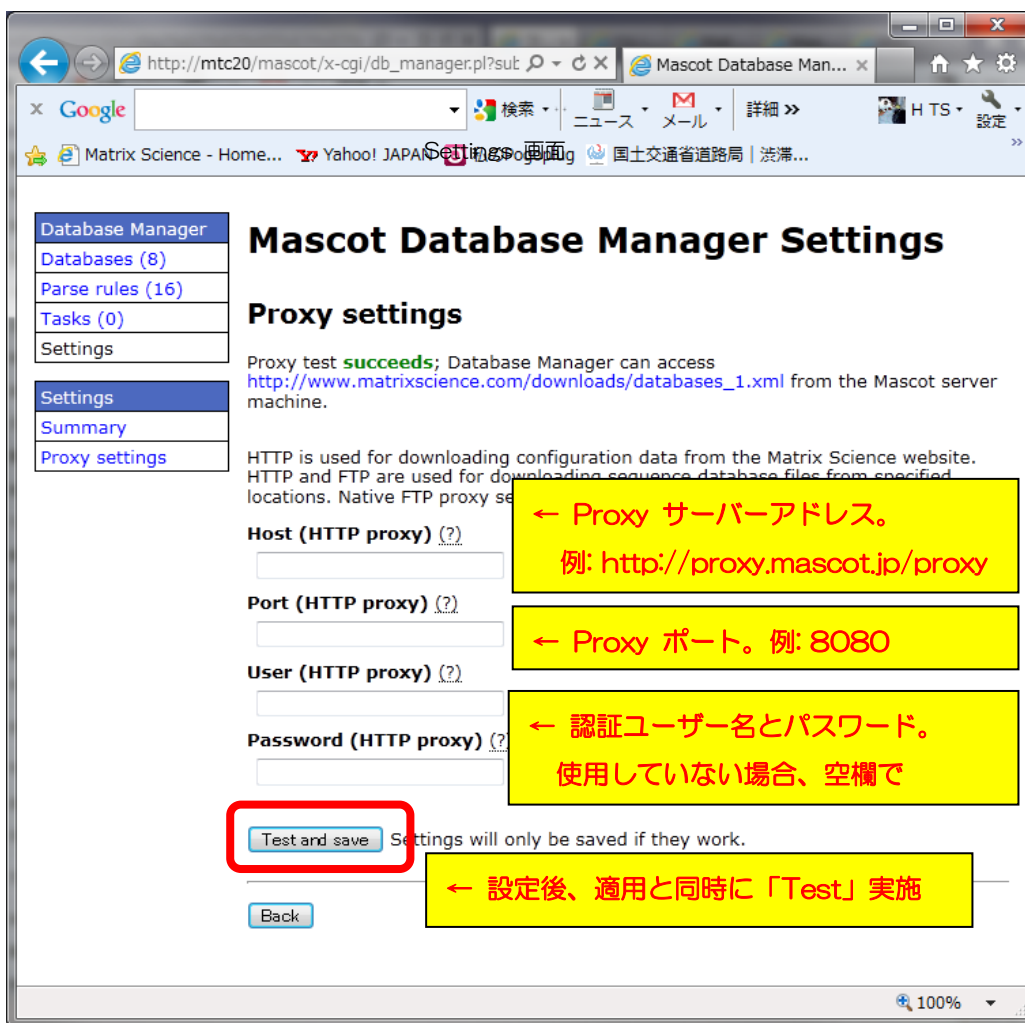 http://mtc20/mascot/x-cgi/db_manager.pl?sub
Mascot Database Man...
Google
検索
ニュース
メール
詳細 »
H TS
設定
Matrix Science - Home...
Yahoo! JAPAN
Settings 画面
Pogoplug
国土交通省道路局 | 渋滞...
Database Manager
Databases (8)
Parse rules (16)
Tasks (0)
Settings
Settings
Summary
Proxy settings
Mascot Database Manager Settings
Proxy settings
Proxy test succeeds; Database Manager can access
http://www.matrixscience.com/downloads/databases_1.xml from the Mascot server
machine.
HTTP is used for downloading configuration data from the Matrix Science website.
HTTP and FTP are used for downloading sequence database files from specified
locations. Native FTP proxy se
Host (HTTP proxy) (?)
← Proxy サーバーアドレス。
例: http://proxy.mascot.jp/proxy
Port (HTTP proxy) (?)
← Proxy ポート。例: 8080
User (HTTP proxy) (?)
Password (HTTP proxy) (?)
← 認証ユーザー名とパスワード。
使用していない場合、空欄で
Test and save
Settings will only be saved if they work.
← 設定後、適用と同時に「Test」実施
Back
100%